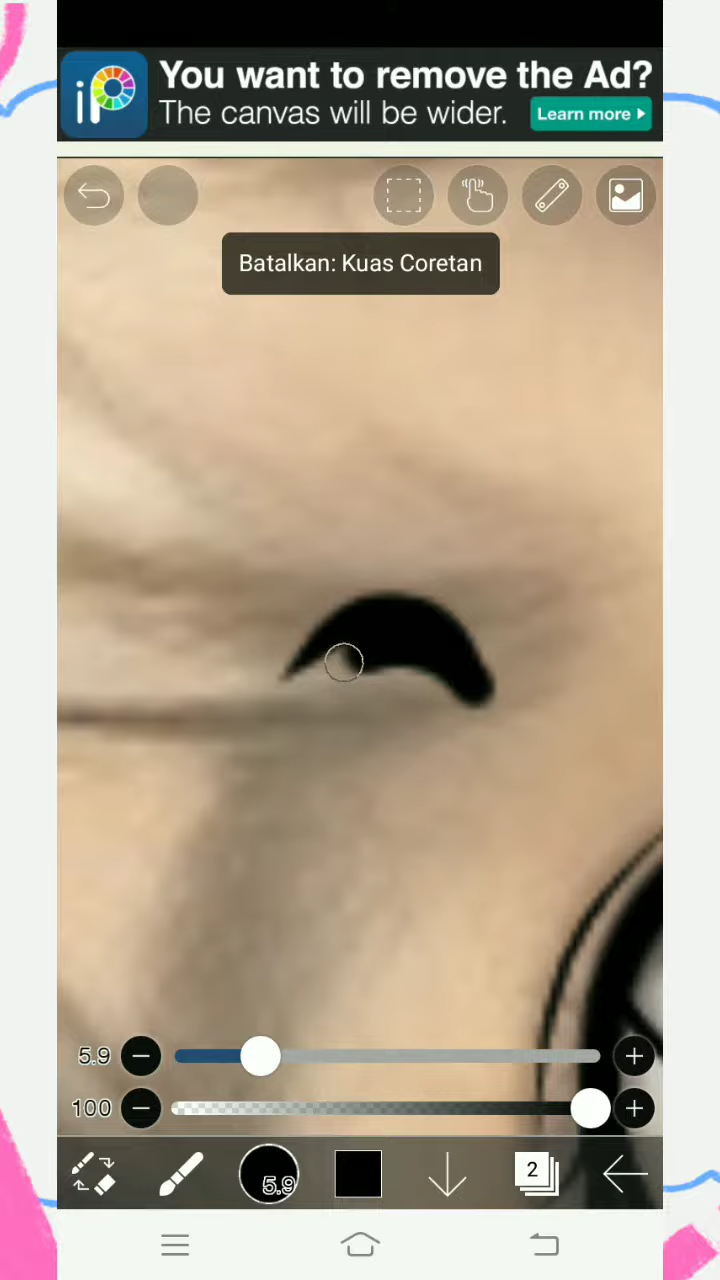 iP
You want to remove the Ad?
The canvas will be wider.
Learn more
Batalkan: Kuas Coretan
5.9
100
5.9
2